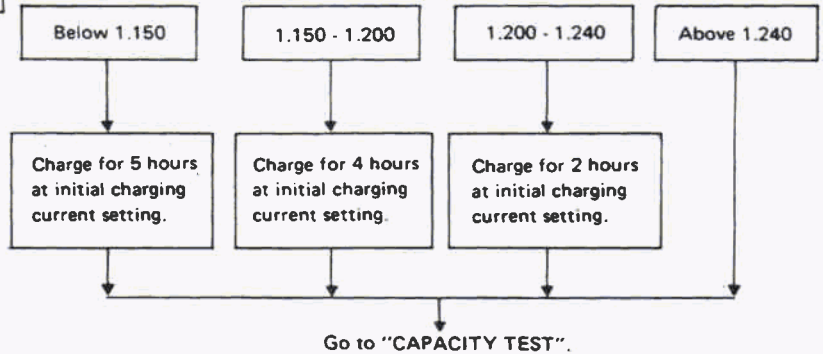 Below 1.150
1.150 - 1.200
1.200 - 1.240
Above 1.240
Charge for 5 hours
at initial charging
current setting.
Charge for 4 hours
at initial charging
current setting.
Charge for 2 hours
at initial charging
current setting.
Go to "CAPACITY TEST".